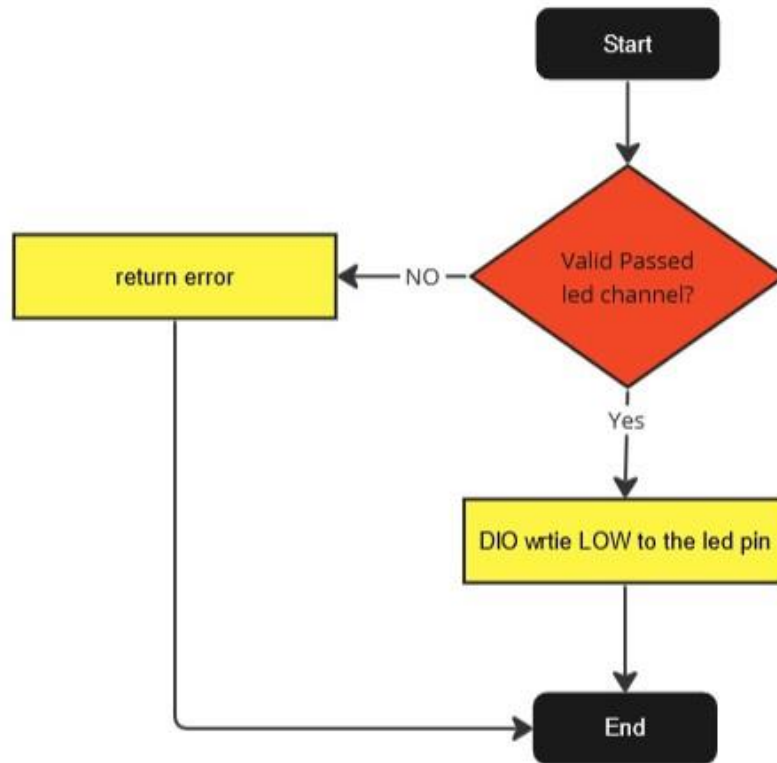 Start
Valid Passed
led channel?
NO
return error
Yes
DIO wrtie LOW to the led pin
End